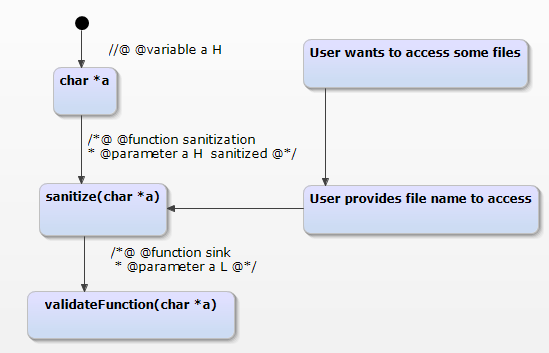 //@ @variable a H
User wants to access some files
char *a
/*@ @function sanitization
* @parameter a H  sanitized @*/
sanitize(char *a)
User provides file name to access
/*@ @function sink
* @parameter a L @*/
validateFunction(char *a)